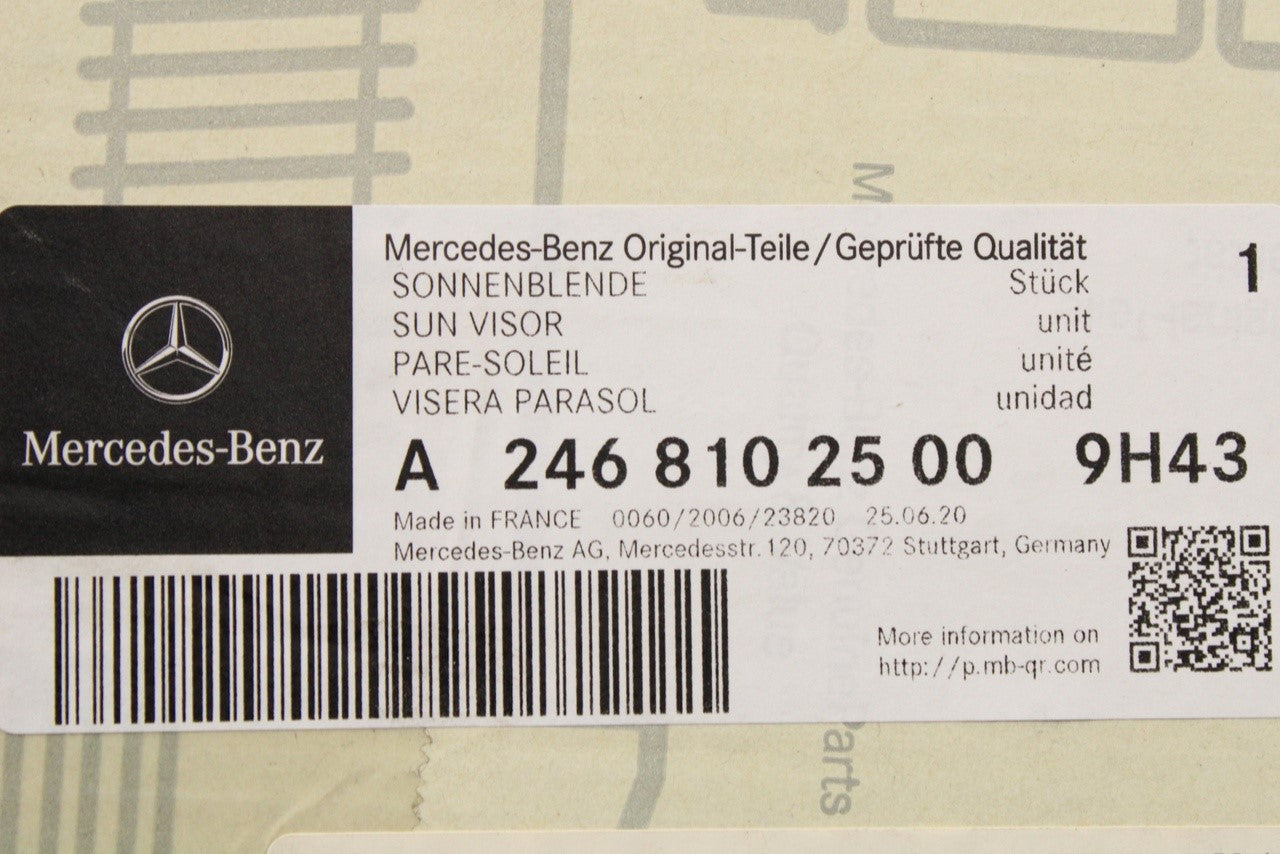 Mercedes-Benz Original-Teile/Geprüfte Qualität
1
SONNENBLENDE Stück
SUN VISOR unit
PARE-SOLEIL unité
VISERA PARASOL unidad
Mercedes-Benz
A 246 810 25 00 9H43
Made in FRANCE 0060/2006/23820 25.06.20
Mercedes-Benz AG, Mercedesstr. 120, 70372 Stuttgart, Germany
More information on
http://p.mb-qr.com
Parts